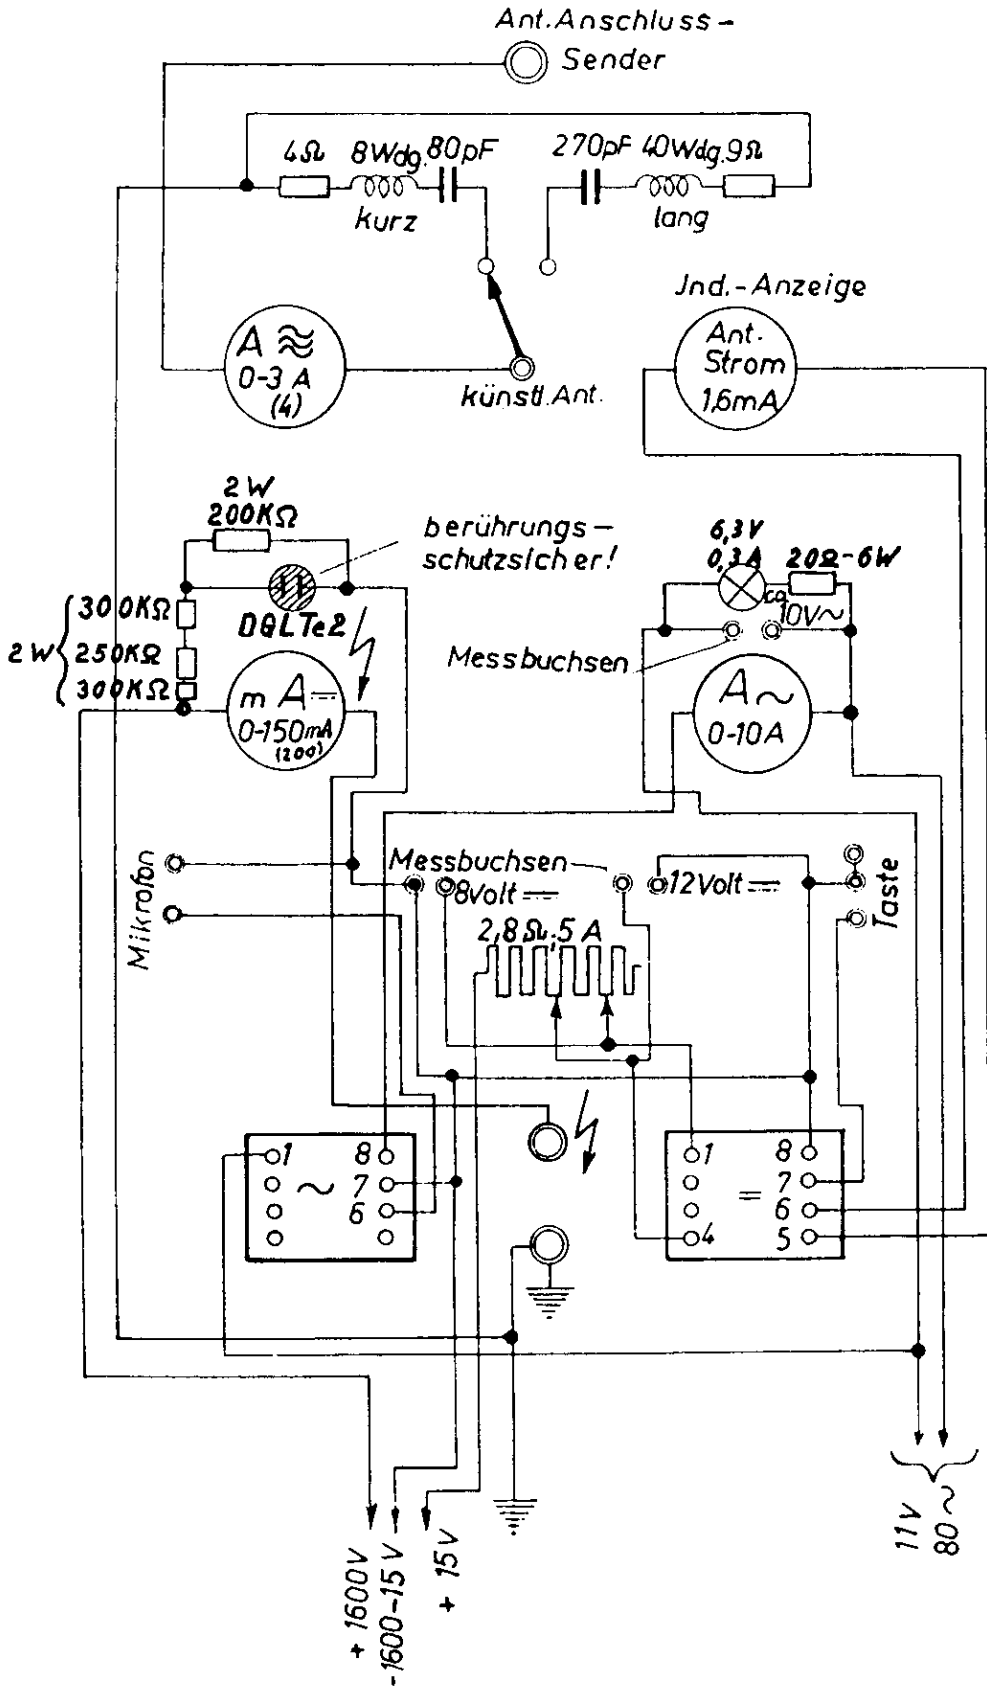 Ant. Anschluss-
Sender
4Ω 8Wdg. 80pF 270pF 40Wdg. 9Ω
kurz lang
Jnd.-Anzeige
A
0-3 A
(4)
künstl. Ant.
Ant.
Strom
1,6mA
2W
200KΩ
berührungs-
schutzsicher!
6,3V
0,3A 20Ω-6W
ca
10V~
300KΩ
2W 250KΩ
300KΩ
DGLTe2
Messbuchsen
mA=
0-150mA
(200)
A~
0-10A
Mikrofon
Messbuchsen
8Volt= 12Volt=
Taste
2,8Ω, 5A
1 8
~ 7
6
1 8
7
= 6
4 5
+1600V
-1600-15V
+15V
11V
80~